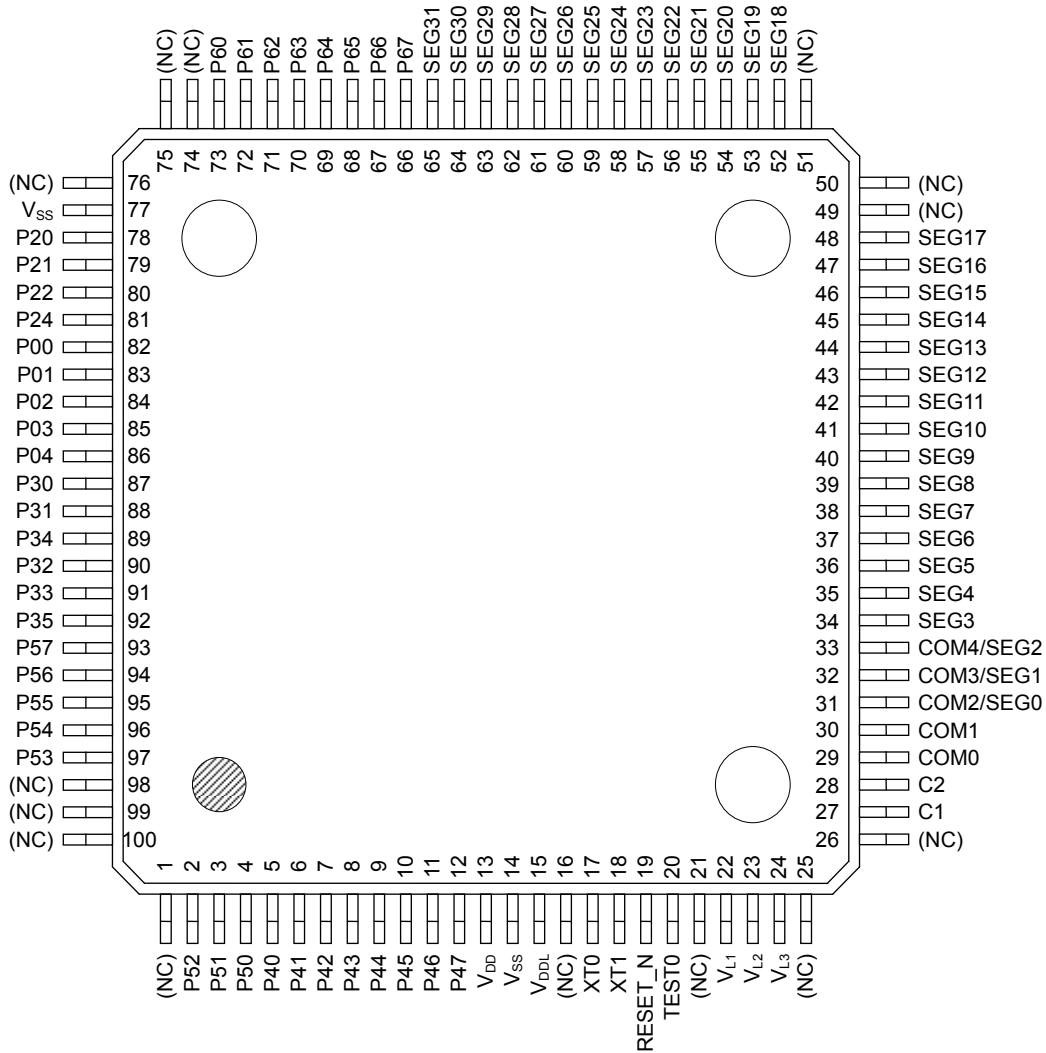 (NC) (NC) P60 P61 P62 P63 P64 P65 P66 P67 SEG31 SEG30 SEG29 SEG28 SEG27 SEG26 SEG25 SEG24 SEG23 SEG22 SEG21 SEG20 SEG19 SEG18 (NC)
75 74 73 72 71 70 69 68 67 66 65 64 63 62 61 60 59 58 57 56 55 54 53 52 51
(NC) 76 50 (NC)
VSS 77 49 (NC)
P20 78 48 SEG17
P21 79 47 SEG16
P22 80 46 SEG15
P24 81 45 SEG14
P00 82 44 SEG13
P01 83 43 SEG12
P02 84 42 SEG11
P03 85 41 SEG10
P04 86 40 SEG9
P30 87 39 SEG8
P31 88 38 SEG7
P34 89 37 SEG6
P32 90 36 SEG5
P33 91 35 SEG4
P35 92 34 SEG3
P57 93 33 COM4/SEG2
P56 94 32 COM3/SEG1
P55 95 31 COM2/SEG0
P54 96 30 COM1
P53 97 29 COM0
(NC) 98 28 C2
(NC) 99 27 C1
(NC) 100 26 (NC)
1 2 3 4 5 6 7 8 9 10 11 12 13 14 15 16 17 18 19 20 21 22 23 24 25
(NC) P52 P51 P50 P40 P41 P42 P43 P44 P45 P46 P47 VDD VSS VDDL (NC) XT0 XT1 RESET_N TEST0 (NC) VL1 VL2 VL3 (NC)